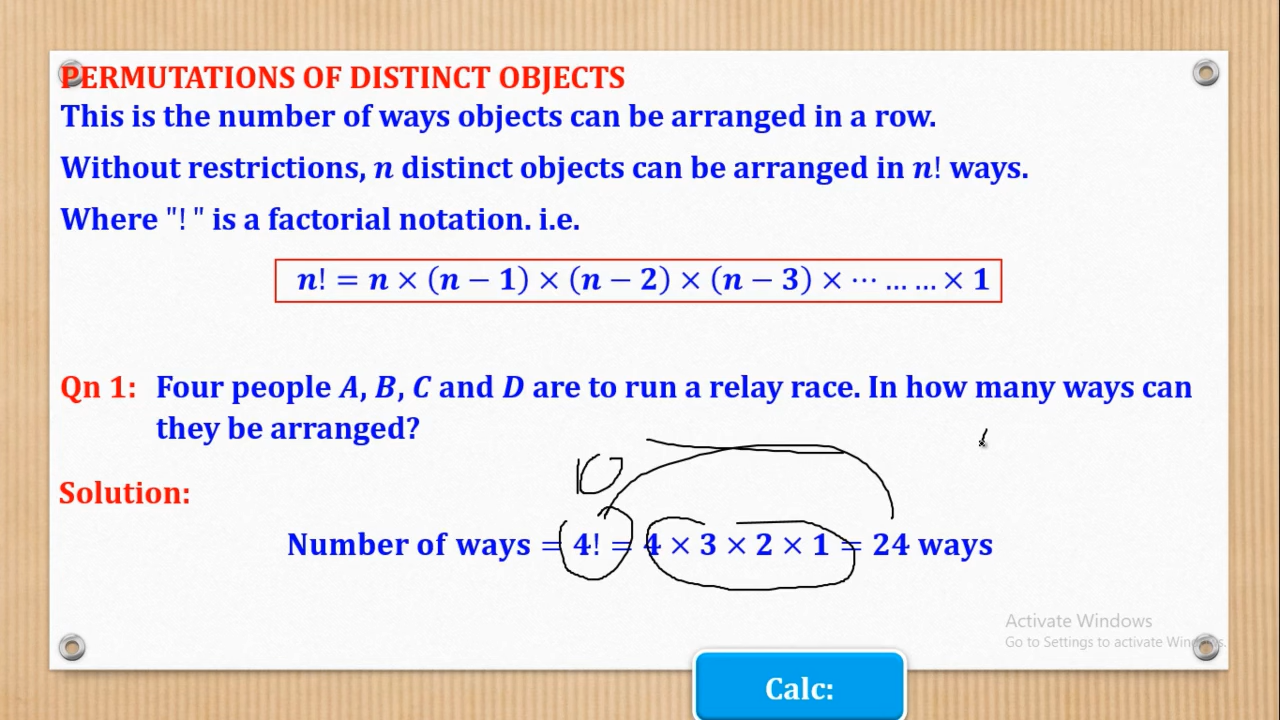 PERMUTATIONS OF DISTINCT OBJECTS
This is the number of ways objects can be arranged in a row.
Without restrictions, n distinct objects can be arranged in n! ways.
Where "! " is a factorial notation. i.e.
n! = n × (n − 1) × (n − 2) × (n − 3) × ⋯ … … × 1
Qn 1: Four people A, B, C and D are to run a relay race. In how many ways can
they be arranged?
10
Solution:
Number of ways = 4! = 4 × 3 × 2 × 1 = 24 ways
Activate Windows
Go to Settings to activate Windows.
Calc: